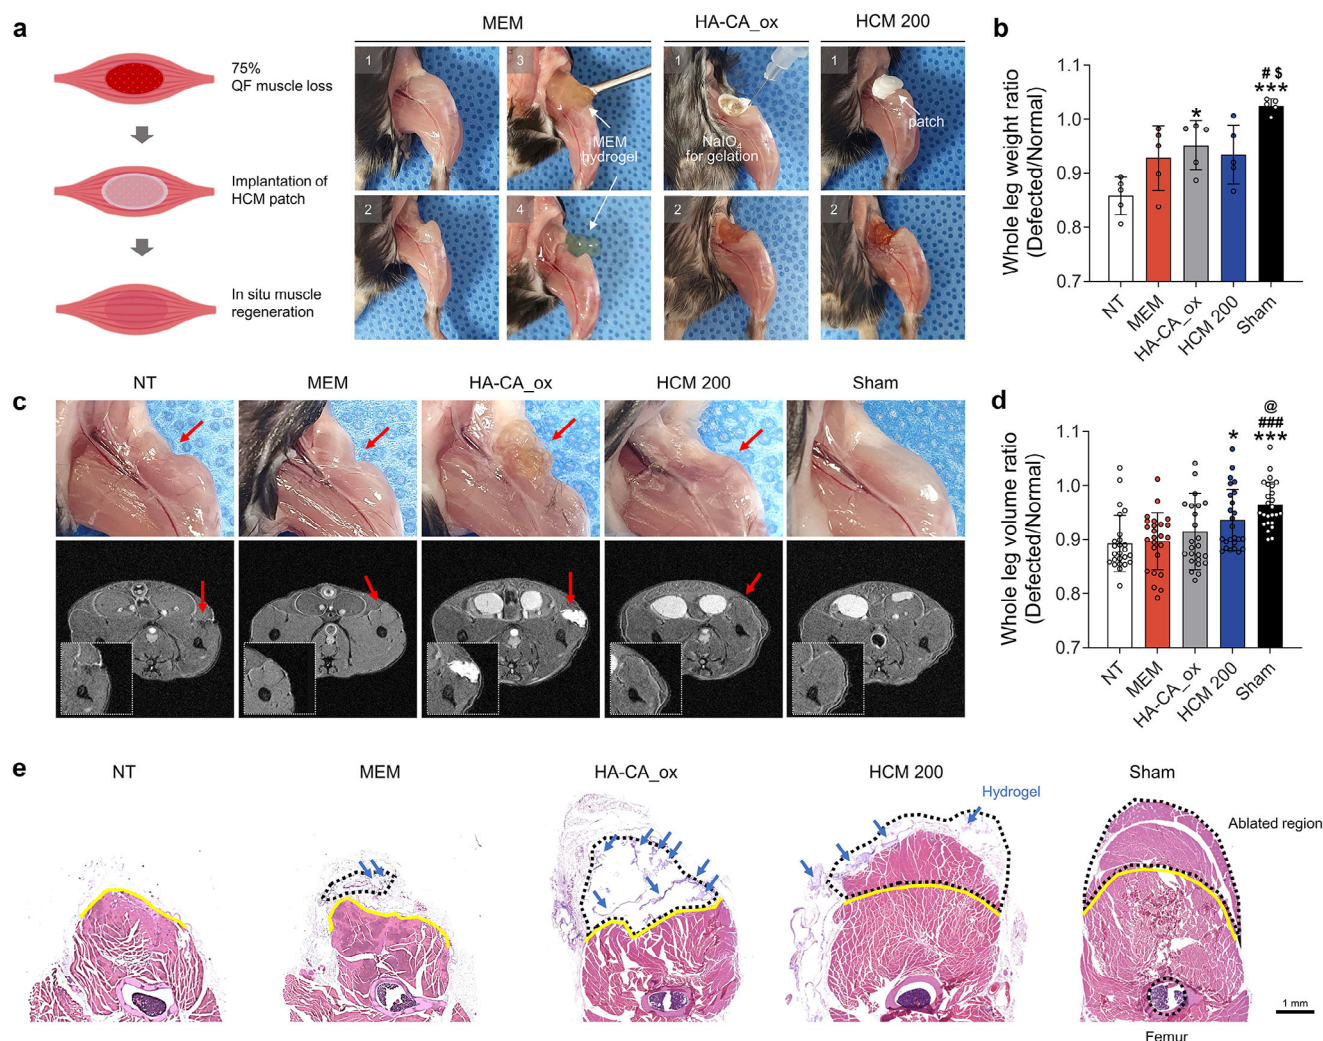 a
MEM
HA-CA_ox
HCM 200
75%
QF muscle loss
Implantation of
HCM patch
In situ muscle
regeneration
1
3
MEM
hydrogel
2
4
1
NaIO4
for gelation
2
1
patch
2
b
Whole leg weight ratio
(Defected/Normal)
1.1
1.0
0.9
0.8
0.7
*
# $
***
NT
MEM
HA-CA_ox
HCM 200
Sham
c
NT
MEM
HA-CA_ox
HCM 200
Sham
d
Whole leg volume ratio
(Defected/Normal)
1.1
1.0
0.9
0.8
0.7
*
@
###
***
NT
MEM
HA-CA_ox
HCM 200
Sham
e
NT
MEM
HA-CA_ox
HCM 200
Sham
Hydrogel
Ablated region
1 mm
Femur